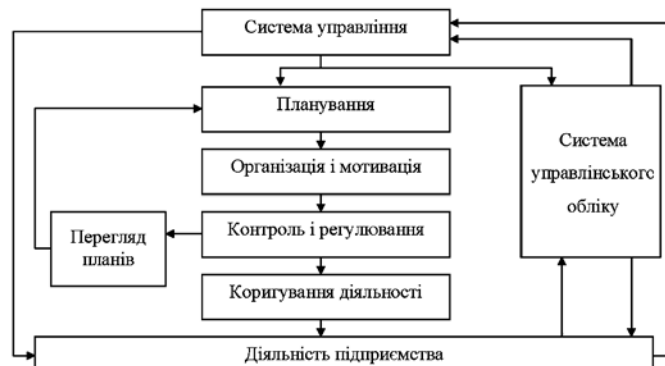 Система управління
Планування
Організація і мотивація
Система
управлінського
обліку
Контроль і регулювання
Перегляд
планів
Коригування діяльності
Діяльність підприємства